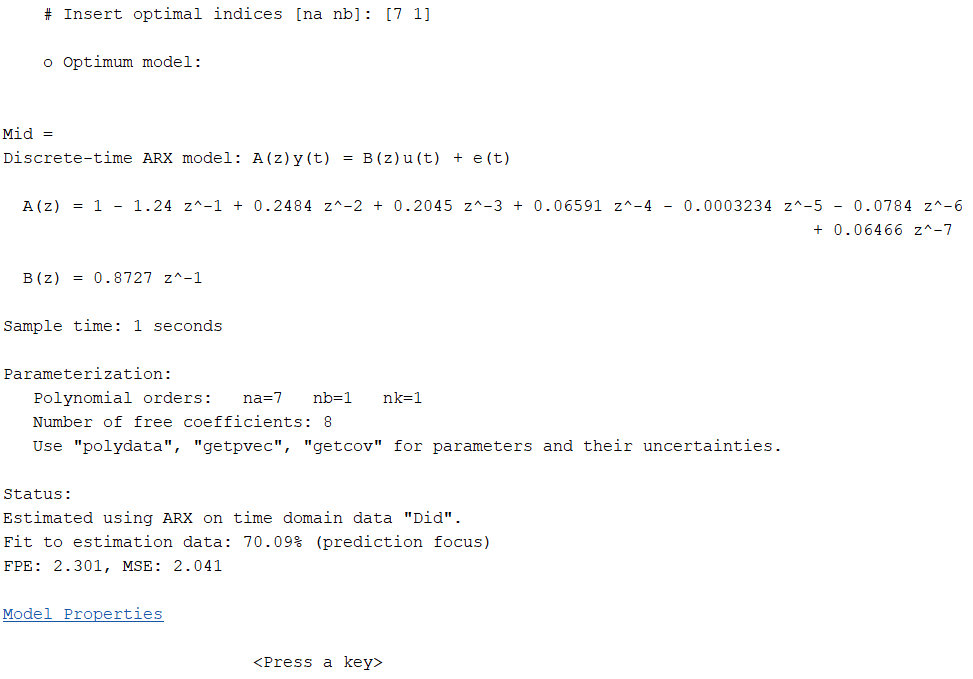 # Insert optimal indices [na nb]: [7 1]
o Optimum model:
Mid =
Discrete-time ARX model: A(z)y(t) = B(z)u(t) + e(t)
A(z) = 1 - 1.24 z^-1 + 0.2484 z^-2 + 0.2045 z^-3 + 0.06591 z^-4 - 0.0003234 z^-5 - 0.0784 z^-6
+ 0.06466 z^-7
B(z) = 0.8727 z^-1
Sample time: 1 seconds
Parameterization:
Polynomial orders:   na=7   nb=1   nk=1
Number of free coefficients: 8
Use "polydata", "getpvec", "getcov" for parameters and their uncertainties.
Status:
Estimated using ARX on time domain data "Did".
Fit to estimation data: 70.09% (prediction focus)
FPE: 2.301, MSE: 2.041
Model Properties
<Press a key>